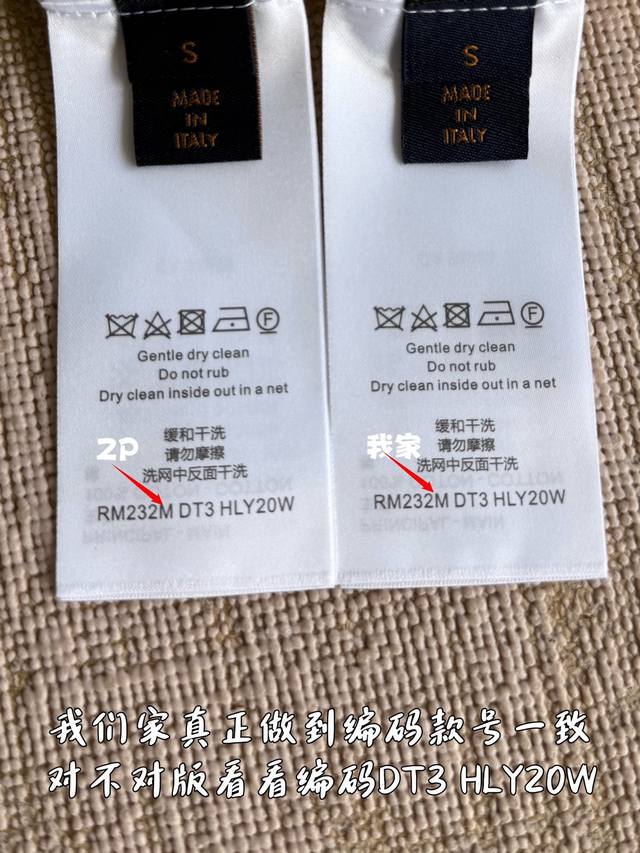 S
MADE
IN
ITALY
S
MADE
IN
ITALY
Gentle dry clean
Do not rub
Dry clean inside out in a net
缓和干洗
请勿摩擦
洗网中反面干洗
ZP
RM232M DT3 HLY20W
Gentle dry clean
Do not rub
Dry clean inside out in a net
缓和干洗
请勿摩擦
洗网中反面干洗
我家
RM232M DT3 HLY20W
我们家真正做到编码款号一致
对不对版看看编码DT3 HLY20W